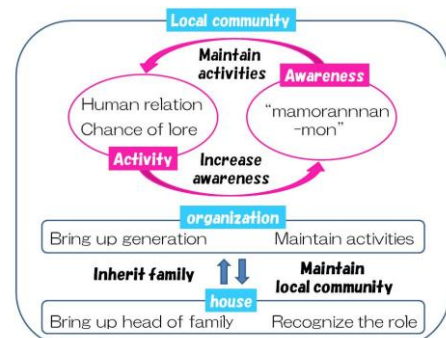 Local community
Maintain
activities
Awareness
Human relation
Chance of lore
"mamorannnan
-mon"
Activity
Increase
awareness
organization
Bring up generation
Maintain activities
Inherit family
Maintain
local community
house
Bring up head of family
Recognize the role